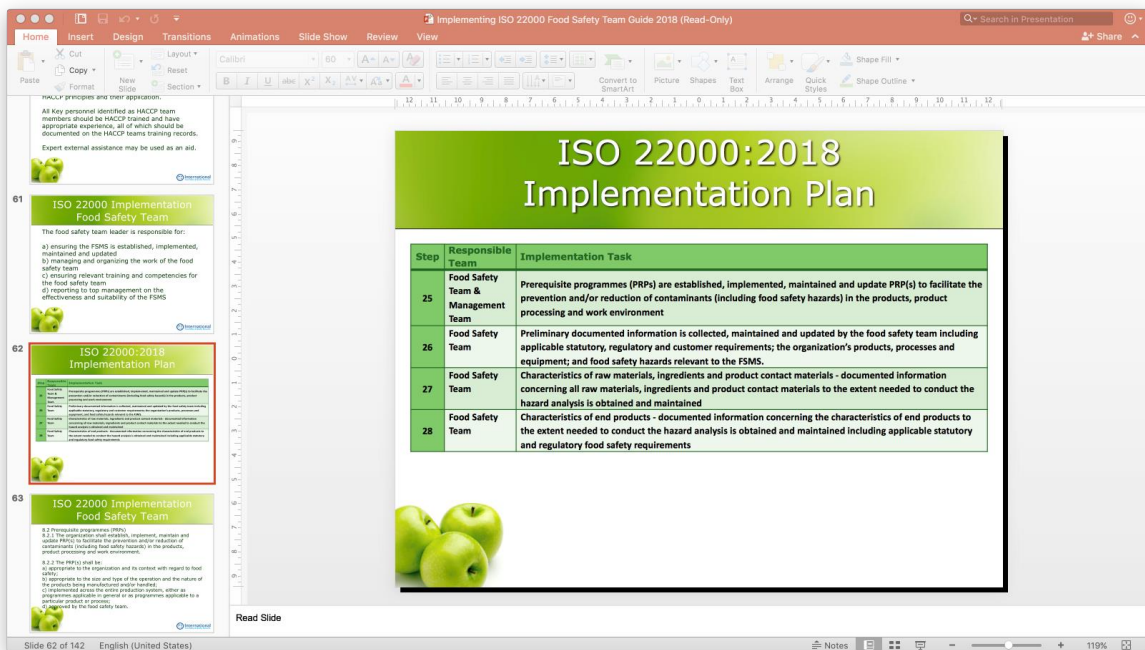 Implementing ISO 22000 Food Safety Team Guide 2018 (Read-Only)
Search in Presentation
Home Insert Design Transitions Animations Slide Show Review View
Share
Paste
Cut
Copy
Format
New Slide
Layout
Reset
Section
Calibri 60
Convert to SmartArt
Picture
Shapes
Text Box
Arrange
Quick Styles
Shape Fill
Shape Outline
HACCP principles and their application.
All Key personnel identified as HACCP team
members should be HACCP trained and have
appropriate experience, all of which should be
documented on the HACCP teams training records.
Expert external assistance may be used as an aid.
International
61
ISO 22000 Implementation
Food Safety Team
The food safety team leader is responsible for:
a) ensuring the FSMS is established, implemented,
maintained and updated
b) managing and organizing the work of the food
safety team
c) ensuring relevant training and competencies for
the food safety team
d) reporting to top management on the
effectiveness and suitability of the FSMS
International
62
ISO 22000:2018
Implementation Plan
63
ISO 22000 Implementation
Food Safety Team
8.2 Prerequisite programmes (PRPs)
8.2.1 The organization shall establish, implement, maintain and
update PRP(s) to facilitate the prevention and/or reduction of
contaminants (including food safety hazards) in the products,
product processing and work environment.
8.2.2 The PRP(s) shall be:
a) appropriate to the organization and its context with regard to food
safety;
b) appropriate to the size and type of the operation and the nature of
the products being manufactured and/or handled;
c) implemented across the entire production system, either as
programmes applicable in general or as programmes applicable to a
particular product or process;
d) approved by the food safety team.
International
ISO 22000:2018
Implementation Plan
Step Responsible Team Implementation Task
25
Food Safety
Team &
Management
Team
Prerequisite programmes (PRPs) are established, implemented, maintained and update PRP(s) to facilitate the
prevention and/or reduction of contaminants (including food safety hazards) in the products, product
processing and work environment
26
Food Safety
Team
Preliminary documented information is collected, maintained and updated by the food safety team including
applicable statutory, regulatory and customer requirements; the organization's products, processes and
equipment; and food safety hazards relevant to the FSMS.
27
Food Safety
Team
Characteristics of raw materials, ingredients and product contact materials - documented information
concerning all raw materials, ingredients and product contact materials to the extent needed to conduct the
hazard analysis is obtained and maintained
28
Food Safety
Team
Characteristics of end products - documented information concerning the characteristics of end products to
the extent needed to conduct the hazard analysis is obtained and maintained including applicable statutory
and regulatory food safety requirements
Read Slide
Slide 62 of 142 English (United States)
Notes
119%